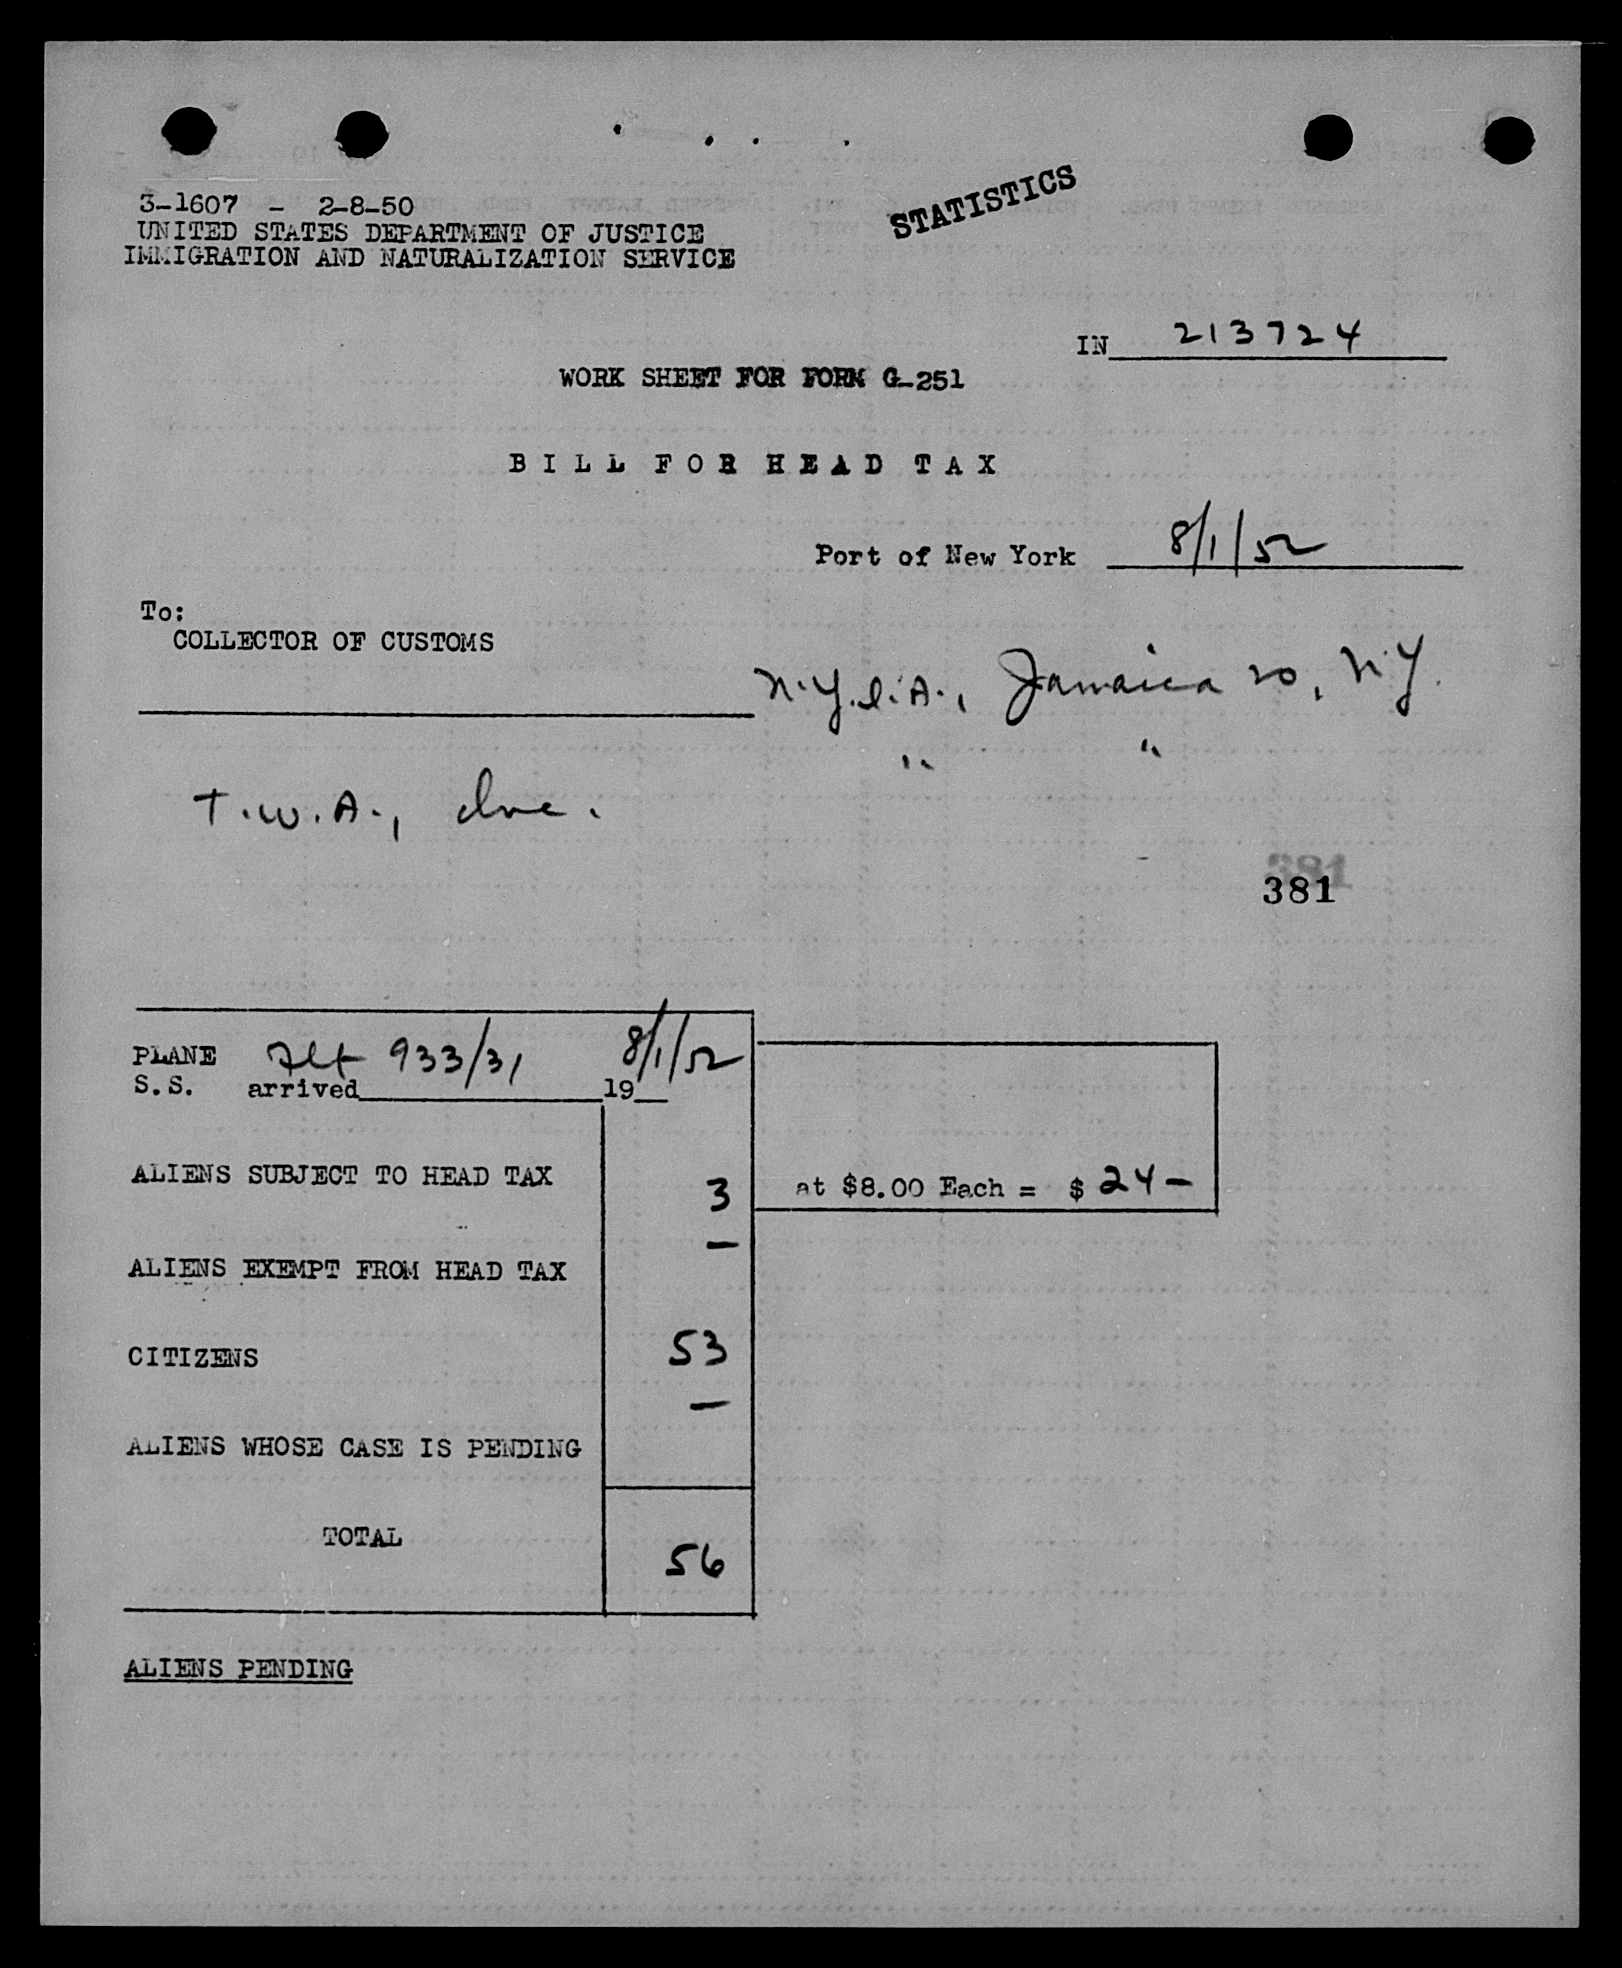 3-1607 - 2-8-50
STATISTICS
UNITED STATES DEPARTMENT OF JUSTICE
IMMIGRATION AND NATURALIZATION SERVICE
IN 213724
WORK SHEET FOR FORM G-251
BILL FOR HEAD TAX
Port of New York 8/1/52
To:
COLLECTOR OF CUSTOMS
N.Y.I.A., Jamaica 20, N.Y.
" "
T.W.A., Inc.
381
PLANE Flt 933/31 8/1/52
S.S. arrived 19
ALIENS SUBJECT TO HEAD TAX 3 at $8.00 Each = $ 24-
ALIENS EXEMPT FROM HEAD TAX -
CITIZENS 53
ALIENS WHOSE CASE IS PENDING -
TOTAL 56
ALIENS PENDING